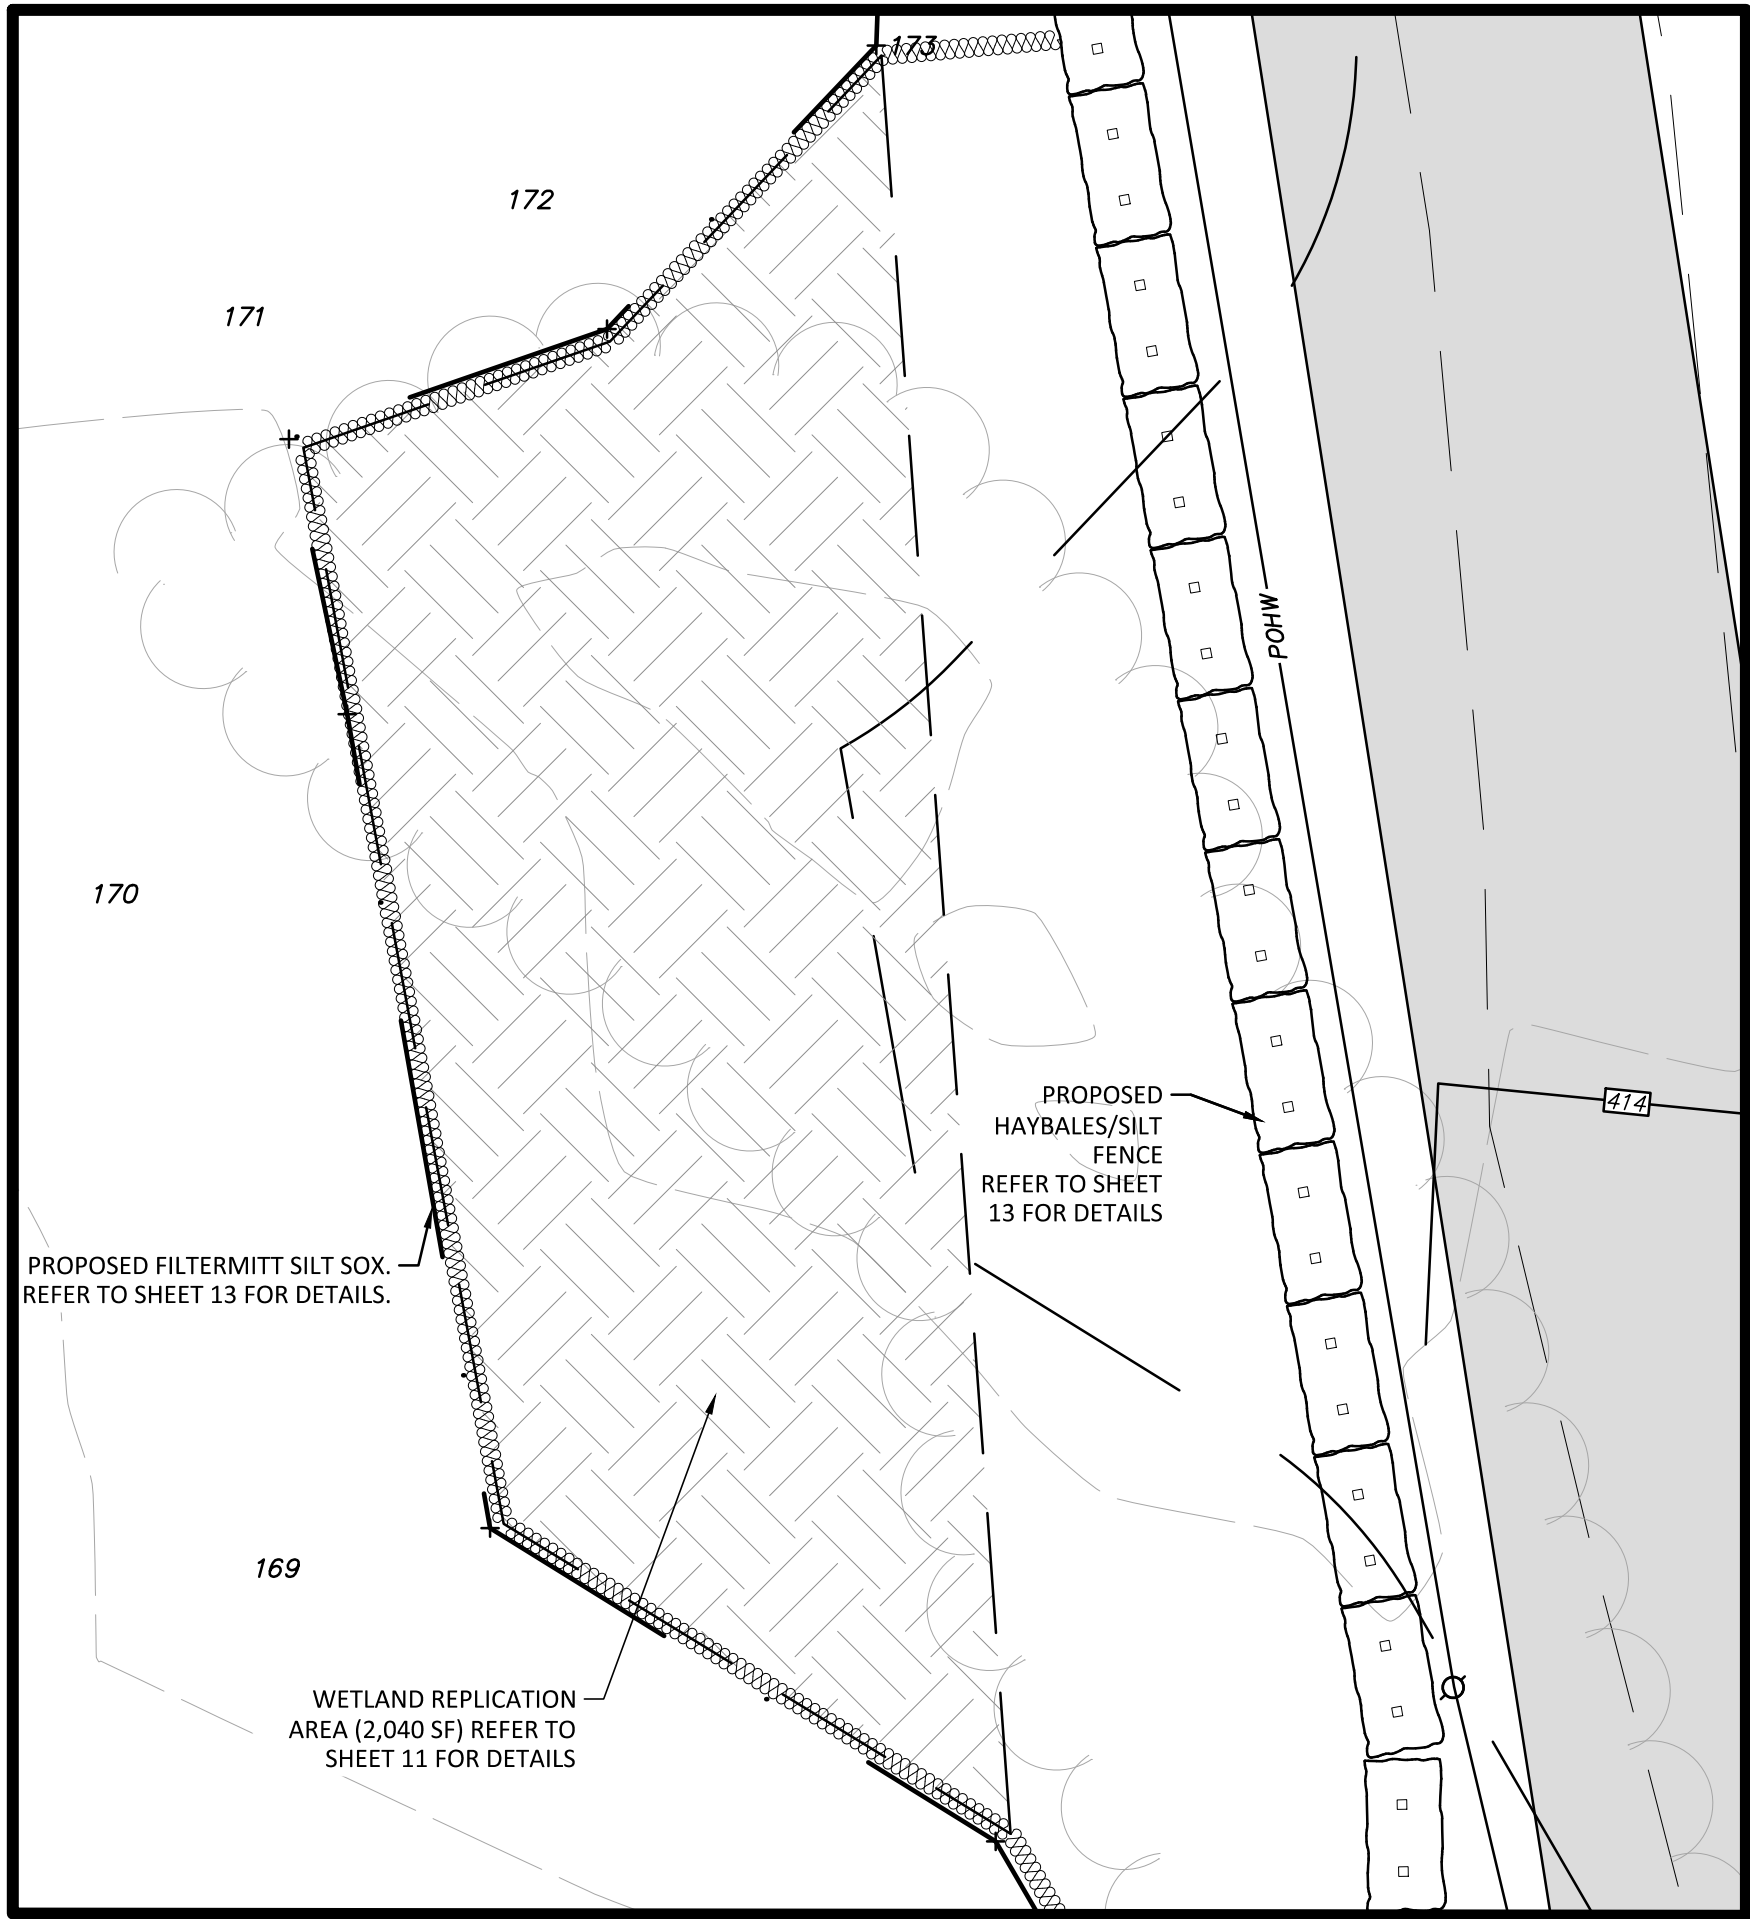 173
172
171
POHW
170
PROPOSED
HAYBALES/SILT
FENCE
REFER TO SHEET
13 FOR DETAILS
414
PROPOSED FILTERMITT SILT SOX.
REFER TO SHEET 13 FOR DETAILS.
169
WETLAND REPLICATION
AREA (2,040 SF) REFER TO
SHEET 11 FOR DETAILS